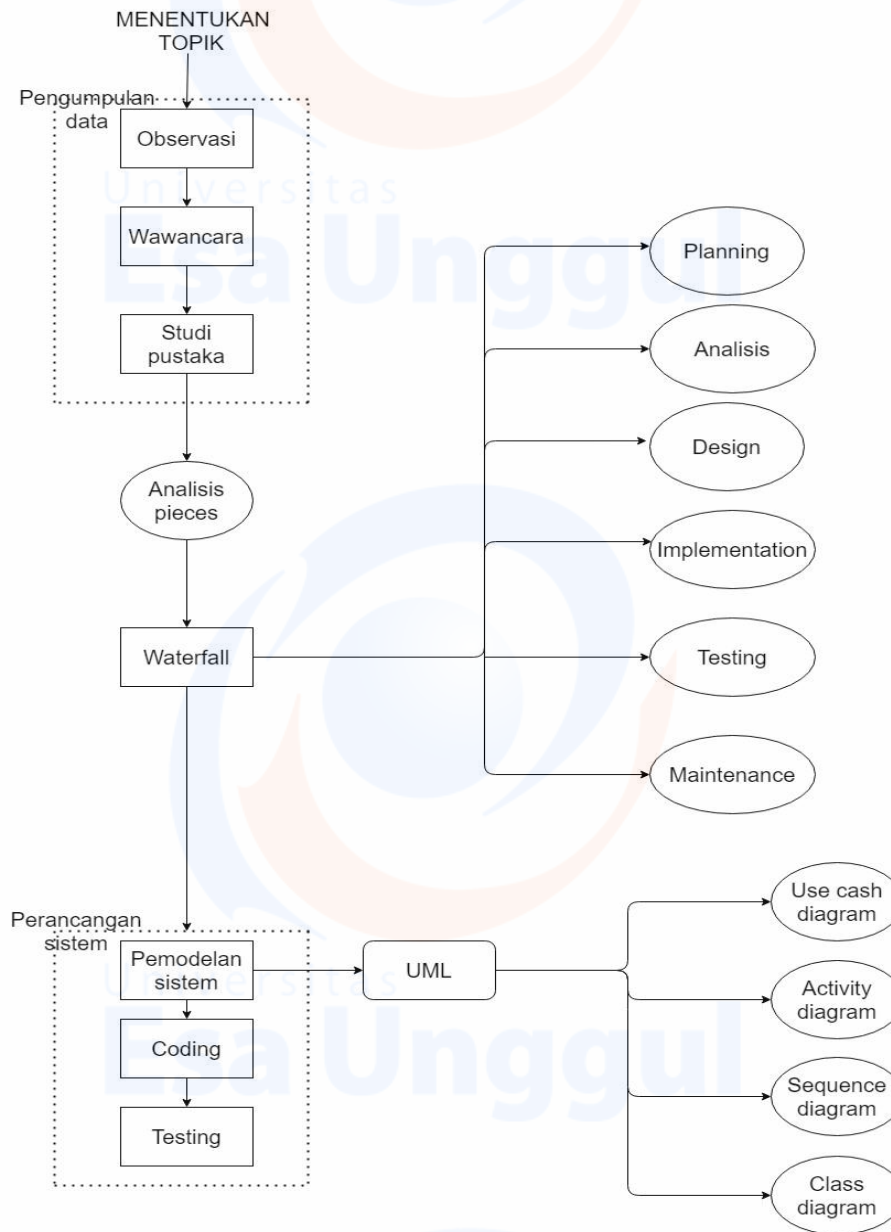 MENENTUKAN
TOPIK
Pengumpulan
data
Observasi
Universitas
Wawancara
Esa Unggul
Planning
Studi
pustaka
Analisis
Design
Analisis
pieces
Implementation
Waterfall
Testing
Maintenance
Use cash
diagram
Perancangan
sistem
Pemodelan
sistem
UML
Universitas
Activity
diagram
Coding
Esa Unggul
Sequence
diagram
Testing
Class
diagram